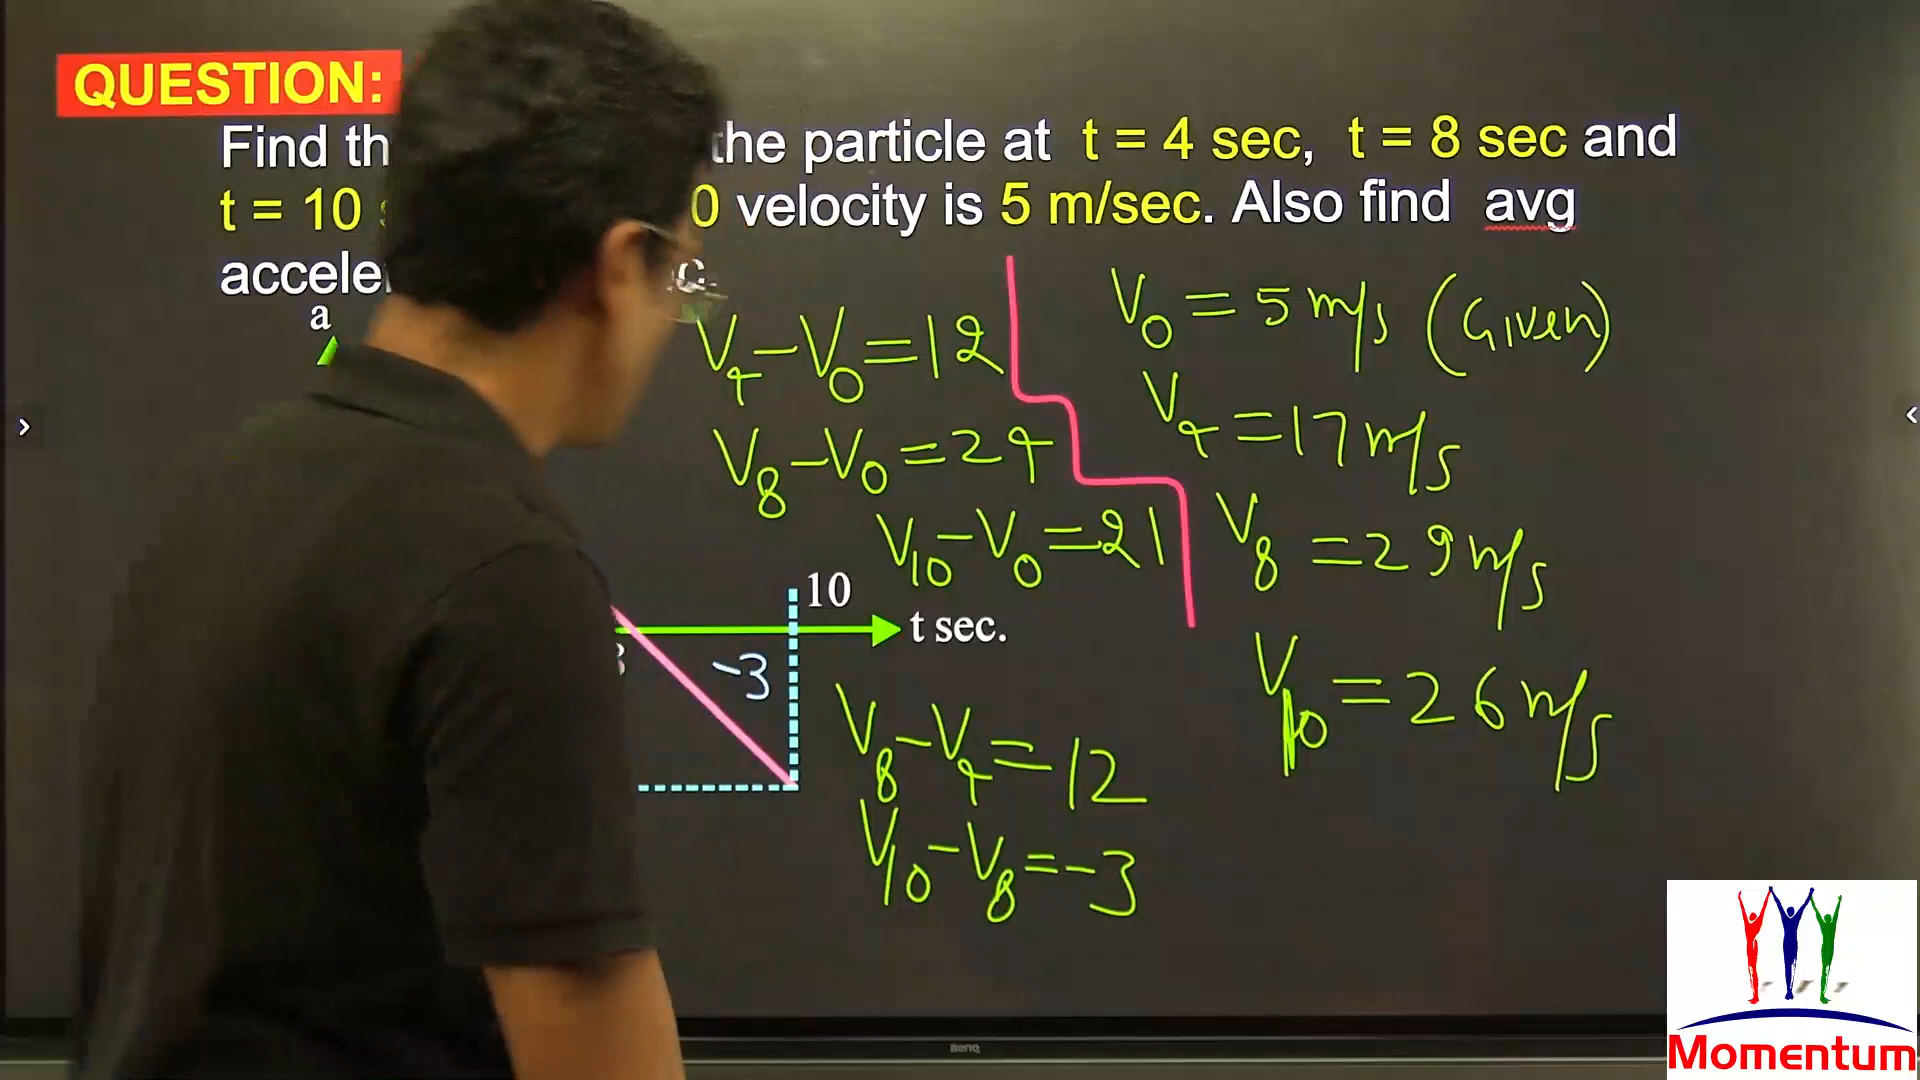 QUESTION:
Find the particle at t = 4 sec, t = 8 sec and
t = 10 0 velocity is 5 m/sec. Also find avg
a
V4 - V0 = 12
V8 - V0 = 24
V10 - V0 = 21
V0 = 5 m/s (Given)
V4 = 17 m/s
V8 = 29 m/s
V10 = 26 m/s
10
t sec.
-3
V8 - V4 = 12
V10 - V8 = -3
BenQ
Momentum